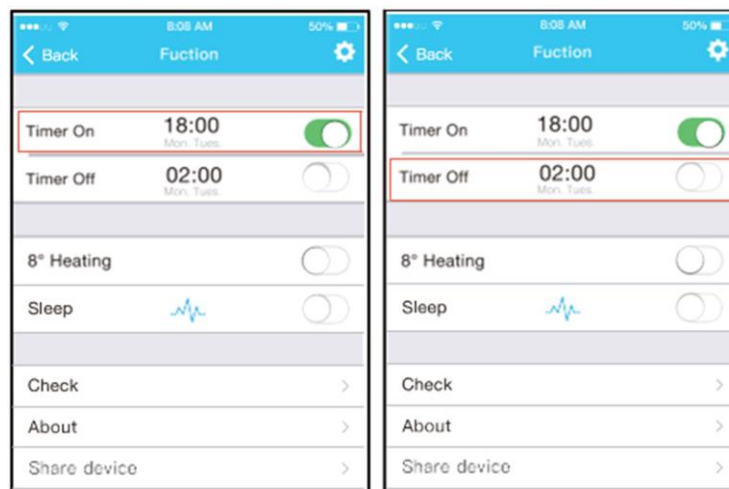 8:08 AM 50%
Back Fuction
Timer On 18:00
Mon. Tues.
Timer Off 02:00
Mon. Tues.
8° Heating
Sleep
Check
About
Share device
8:08 AM 50%
Back Fuction
Timer On 18:00
Mon. Tues.
Timer Off 02:00
Mon. Tues.
8° Heating
Sleep
Check
About
Share device